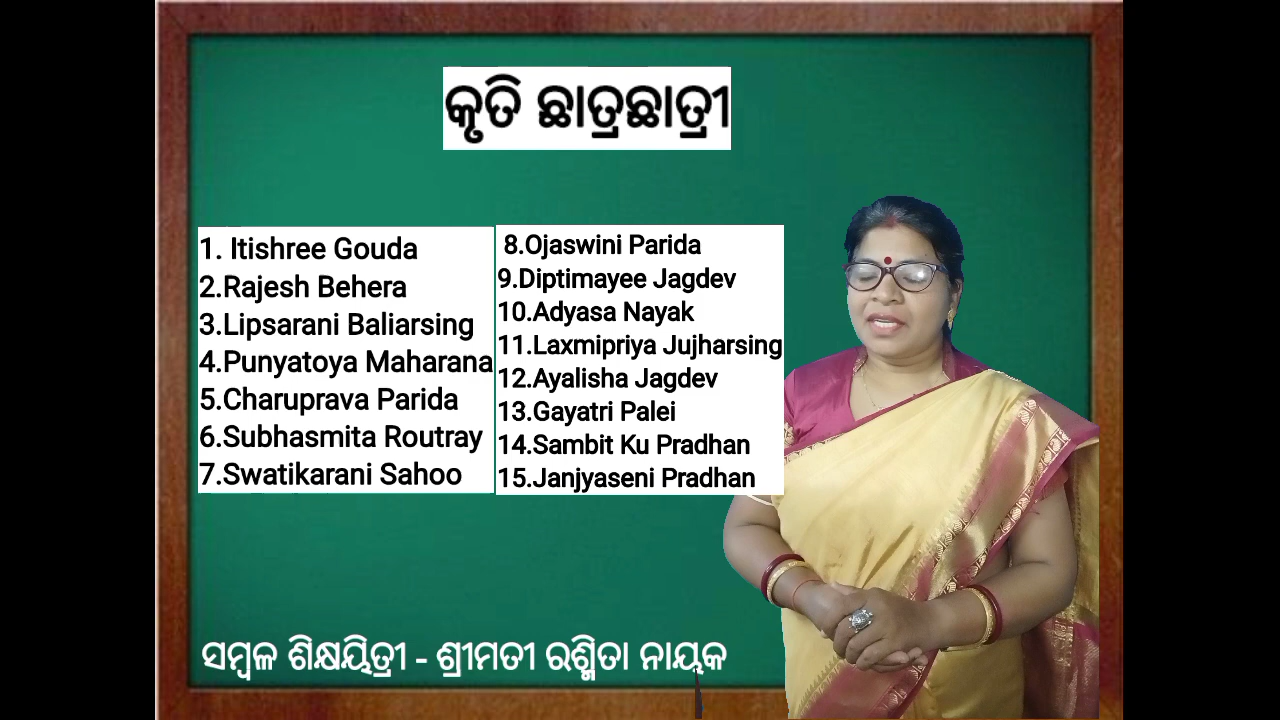 କୃତି ଛାତ୍ରଛାତ୍ରୀ
1. Itishree Gouda
2.Rajesh Behera
3.Lipsarani Baliarsing
4.Punyatoya Maharana
5.Charuprava Parida
6.Subhasmita Routray
7.Swatikarani Sahoo
8.Ojaswini Parida
9.Diptimayee Jagdev
10.Adyasa Nayak
11.Laxmipriya Jujharsing
12.Ayalisha Jagdev
13.Gayatri Palei
14.Sambit Ku Pradhan
15.Janjyaseni Pradhan
ସମ୍ବଳ ଶିକ୍ଷୟିତ୍ରୀ - ଶ୍ରୀମତୀ ରଶ୍ମିତା ନାୟକ